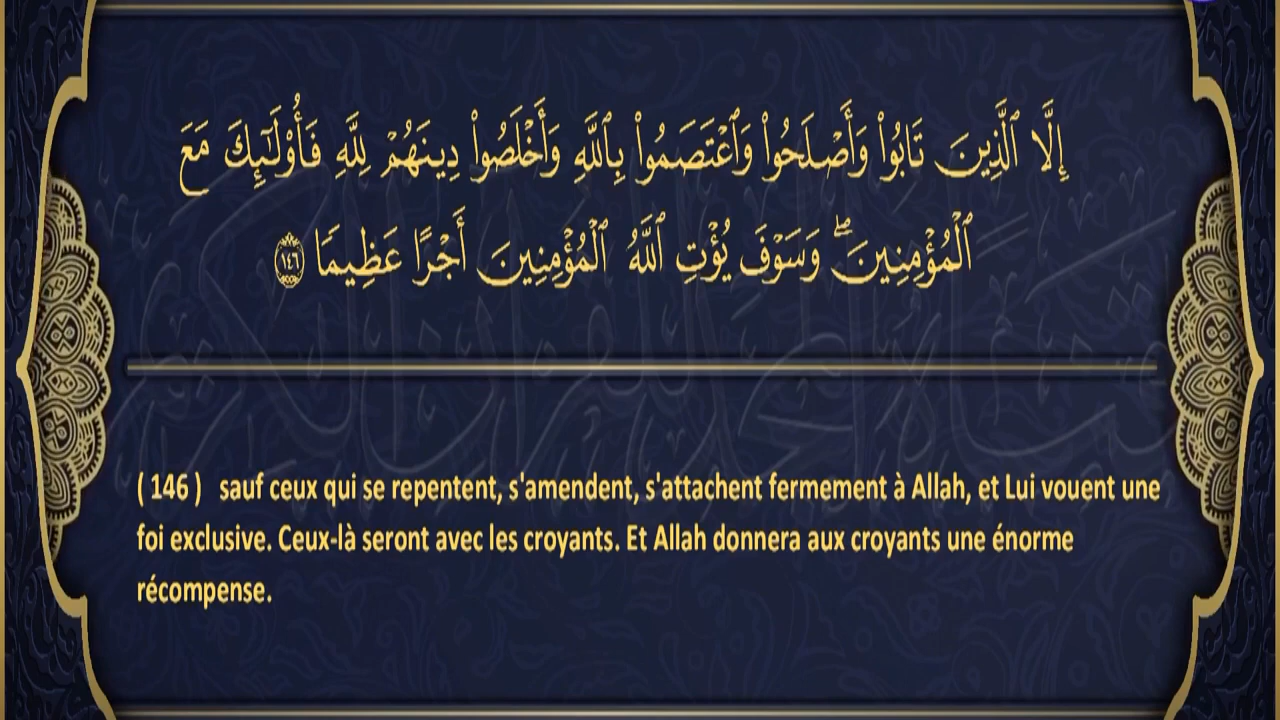 إِلَّا ٱلَّذِينَ تَابُوا۟ وَأَصْلَحُوا۟ وَٱعْتَصَمُوا۟ بِٱللَّهِ وَأَخْلَصُوا۟ دِينَهُمْ لِلَّهِ فَأُو۟لَٰٓئِكَ مَعَ
ٱلْمُؤْمِنِينَ ۖ وَسَوْفَ يُؤْتِ ٱللَّهُ ٱلْمُؤْمِنِينَ أَجْرًا عَظِيمًا ١٤٦
( 146 ) sauf ceux qui se repentent, s'amendent, s'attachent fermement à Allah, et Lui vouent une
foi exclusive. Ceux-là seront avec les croyants. Et Allah donnera aux croyants une énorme
récompense.